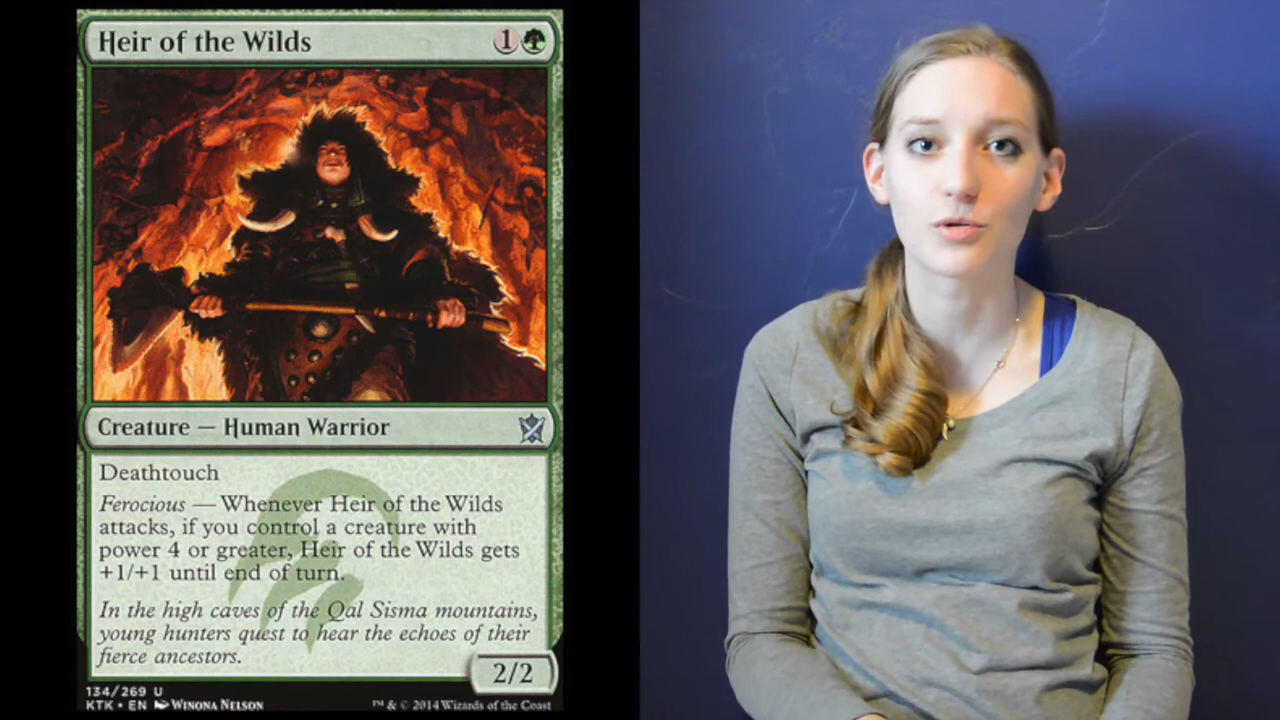 Heir of the Wilds 1
Creature — Human Warrior
Deathtouch
Ferocious — Whenever Heir of the Wilds
attacks, if you control a creature with
power 4 or greater, Heir of the Wilds gets
+1/+1 until end of turn.
In the high caves of the Qal Sisma mountains,
young hunters quest to hear the echoes of their
fierce ancestors.
2/2
134/269 U
KTK • EN Winona Nelson ™ & © 2014 Wizards of the Coast